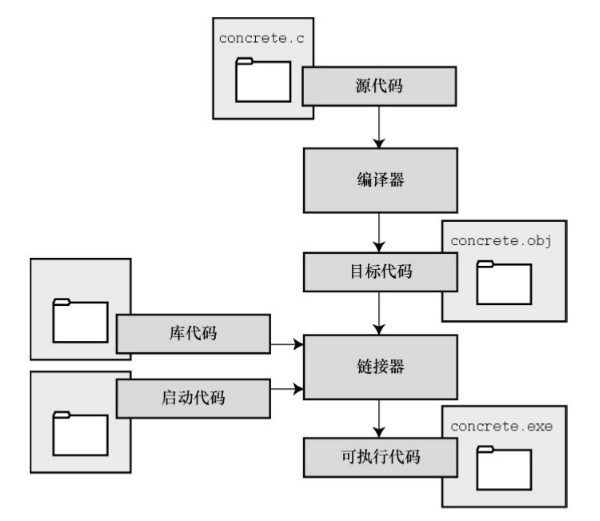 concrete.c
源代码
编译器
concrete.obj
目标代码
库代码
链接器
启动代码
concrete.exe
可执行代码